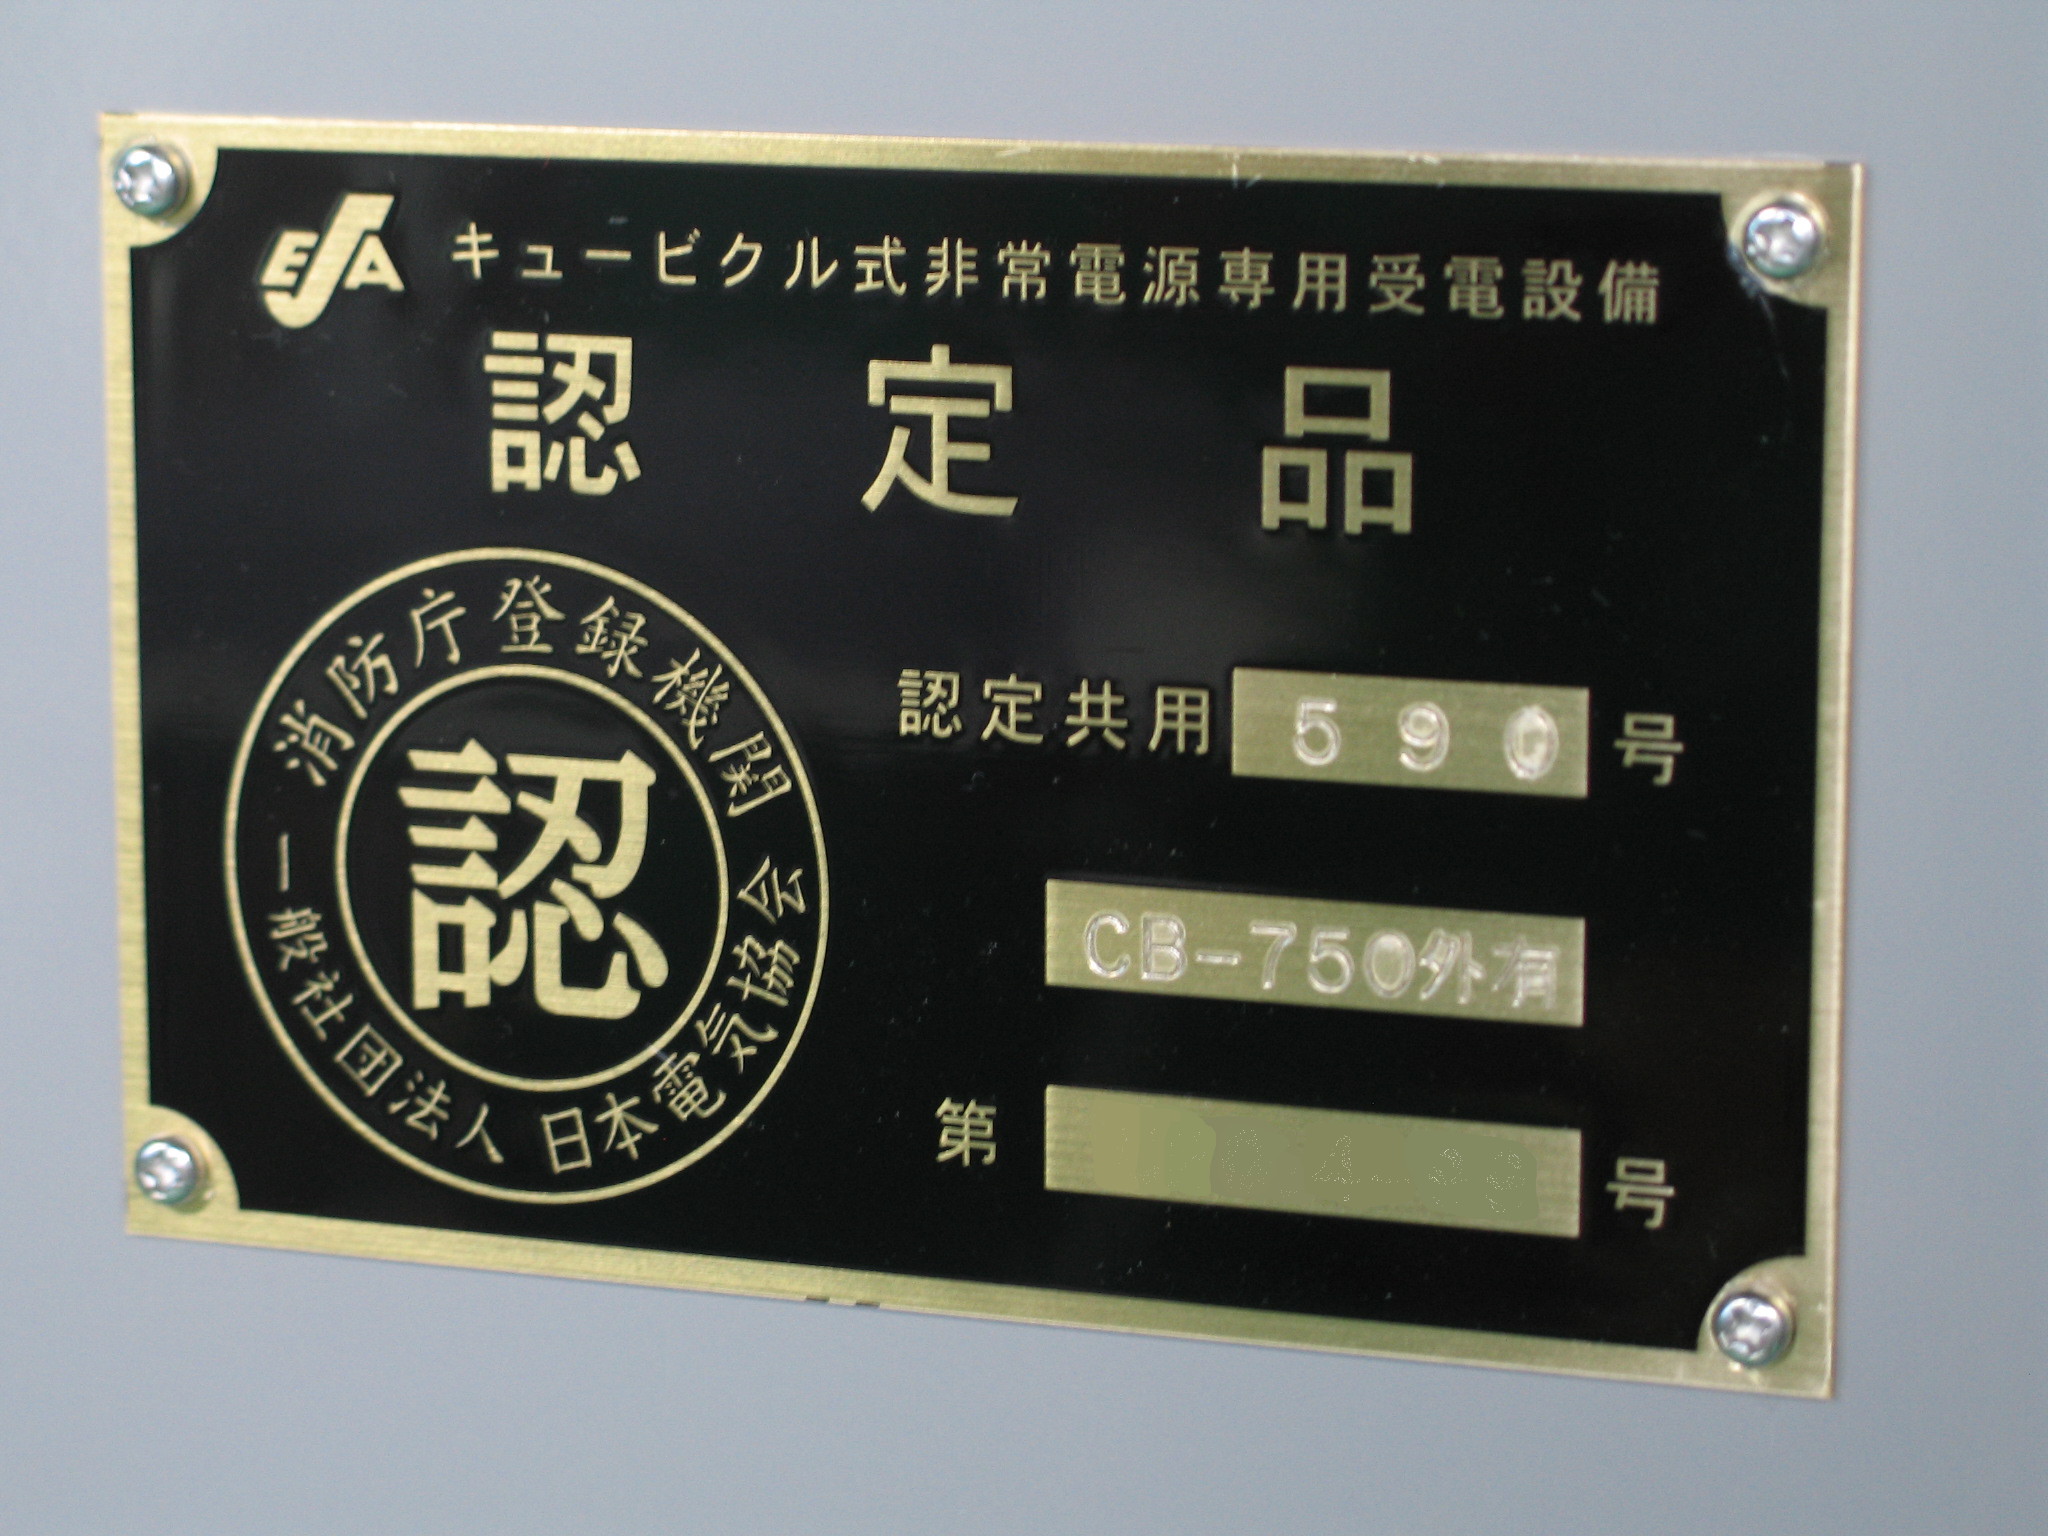 EJA キュービクル式非常電源専用受電設備
認定品
消防庁登録機関
認
一般社団法人 日本電気協会
認定共用 590 号
CB-750外有
第 号